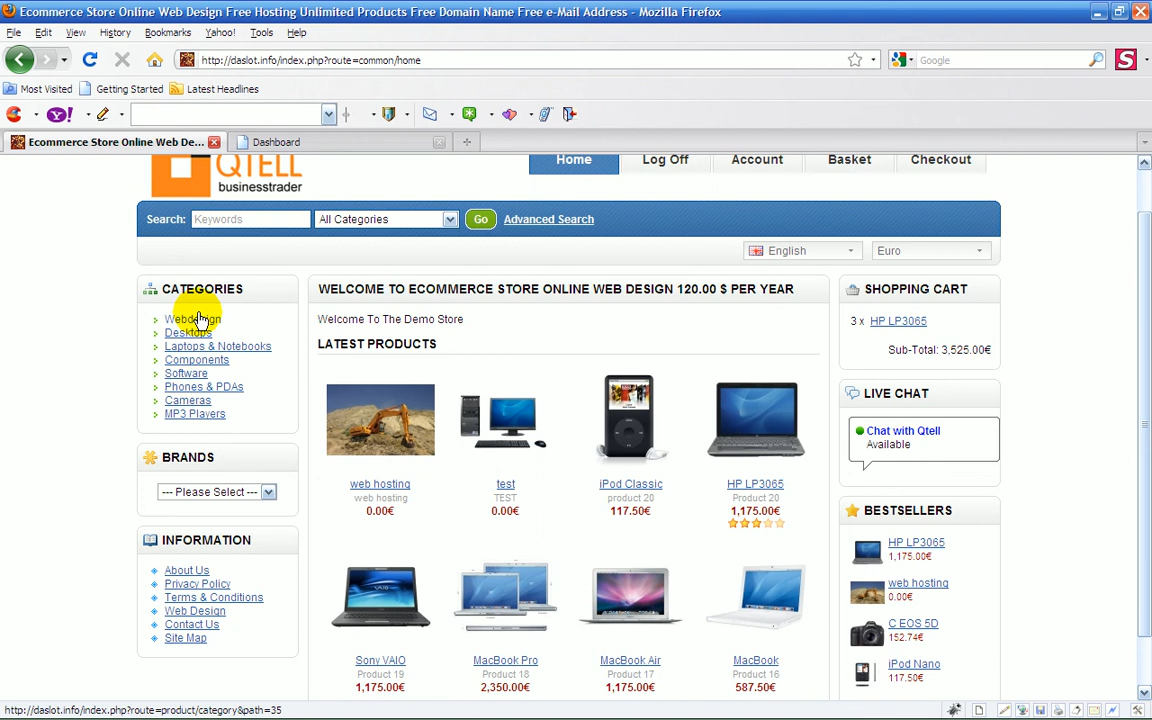 Ecommerce Store Online Web Design Free Hosting Unlimited Products Free Domain Name Free e-Mail Address - Mozilla Firefox
File Edit View History Bookmarks Yahoo! Tools Help
http://daslot.info/index.php?route=common/home
Google
S
Most Visited Getting Started Latest Headlines
Y!
Ecommerce Store Online Web De... Dashboard
QTELL
businesstrader
Home Log Off Account Basket Checkout
Search: Keywords All Categories Go Advanced Search
English Euro
CATEGORIES
Webdesign
Desktops
Laptops & Notebooks
Components
Software
Phones & PDAs
Cameras
MP3 Players
BRANDS
--- Please Select ---
INFORMATION
About Us
Privacy Policy
Terms & Conditions
Web Design
Contact Us
Site Map
WELCOME TO ECOMMERCE STORE ONLINE WEB DESIGN 120.00 $ PER YEAR
Welcome To The Demo Store
LATEST PRODUCTS
web hosting test iPod Classic HP LP3065
web hosting TEST product 20 Product 20
0.00€ 0.00€ 117.50€ 1,175.00€
Sony VAIO MacBook Pro MacBook Air MacBook
Product 19 Product 18 Product 17 Product 16
1,175.00€ 2,350.00€ 1,175.00€ 587.50€
SHOPPING CART
3 x HP LP3065
Sub-Total: 3,525.00€
LIVE CHAT
Chat with Qtell
Available
BESTSELLERS
HP LP3065
1,175.00€
web hosting
0.00€
C EOS 5D
152.74€
iPod Nano
117.50€
http://daslot.info/index.php?route=product/category&path=35